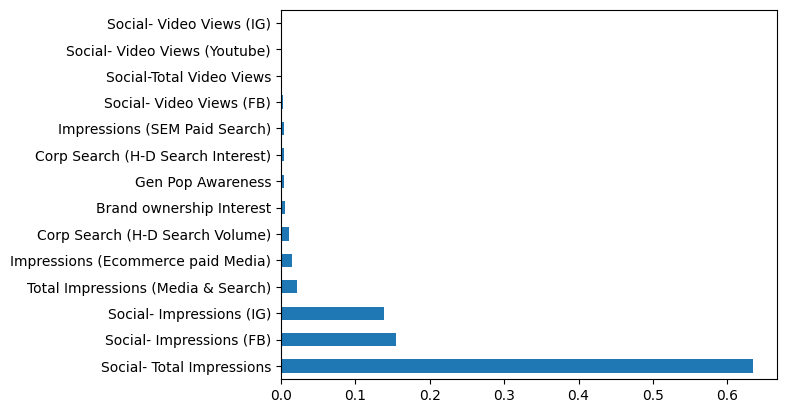 Social- Video Views (IG)
Social- Video Views (Youtube)
Social-Total Video Views
Social- Video Views (FB)
Impressions (SEM Paid Search)
Corp Search (H-D Search Interest)
Gen Pop Awareness
Brand ownership Interest
Corp Search (H-D Search Volume)
Impressions (Ecommerce paid Media)
Total Impressions (Media & Search)
Social- Impressions (IG)
Social- Impressions (FB)
Social- Total Impressions
0.0 0.1 0.2 0.3 0.4 0.5 0.6